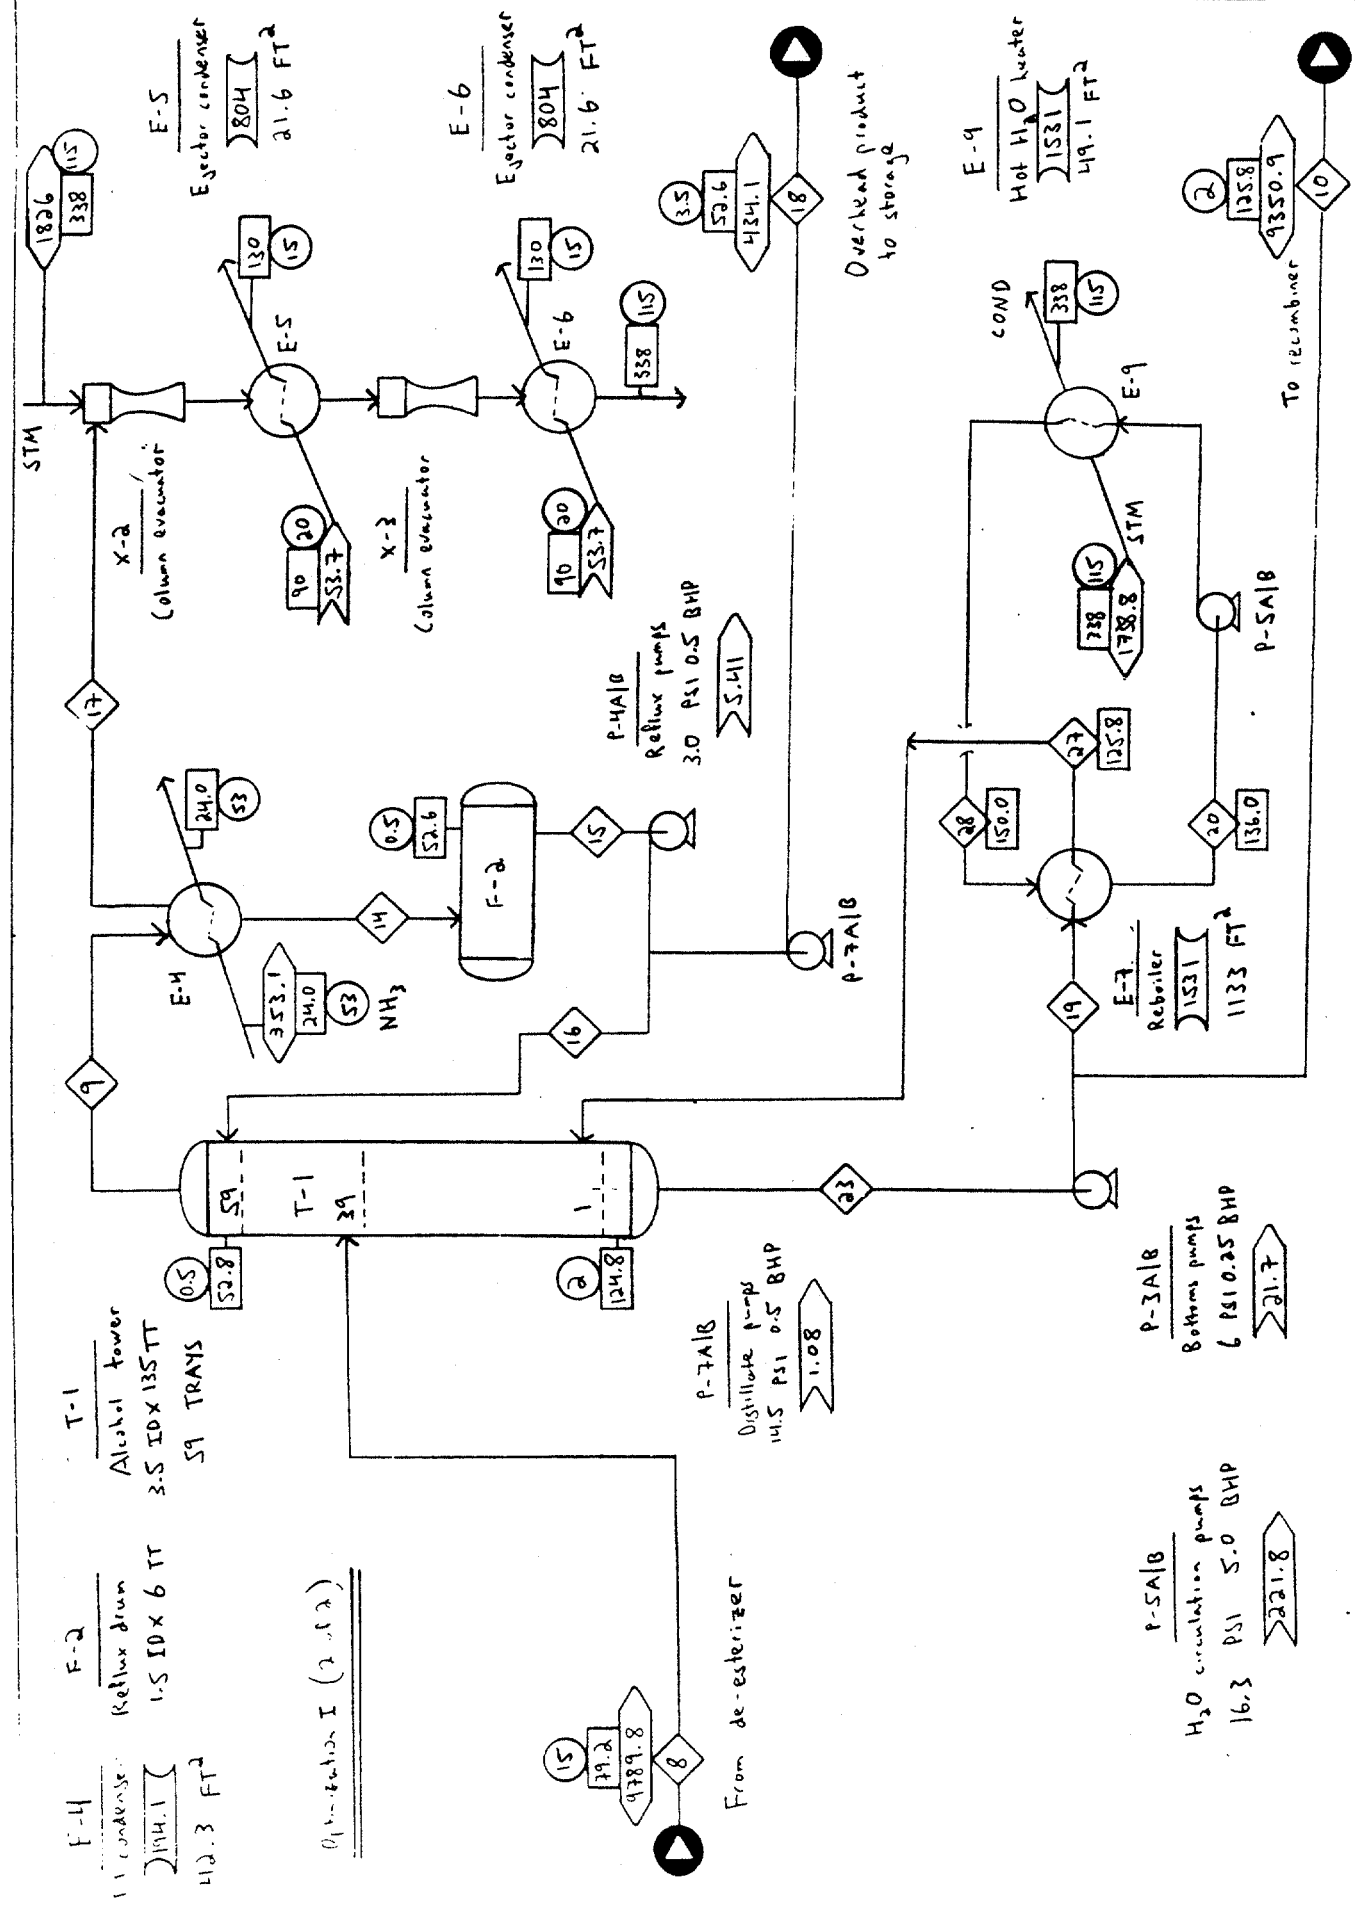 E-4
condenser
194.1
412.3 FT²
F-2
Reflux drum
1.5 ID X 6 TT
T-1
Alcohol tower
3.5 ID X 135 TT
59 TRAYS
X-2
Column evacuator
E-5
Ejector condenser
804
21.6 FT²
X-3
Column evacuator
E-6
Ejector condenser
804
21.6 FT²
STM
1826
338
115
17
9
E-4
24.0
53
353.1
24.0
53
NH₃
90
20
53.7
E-5
130
15
90
20
53.7
E-6
130
15
338
115
14
0.5
52.6
F-2
15
16
P-4A/B
Reflux pumps
3.0 PSI 0.5 BHP
5.41
3.5
52.6
434.1
18
Overhead product
to storage
P-7A/B
0.5
52.8
59
T-1
39
1
2
124.8
23
(2 of 2)
15
79.2
9789.8
8
From de-esterizer
P-7A/B
Distillate pumps
14.5 PSI 0.5 BHP
1.08
E-9
Hot H₂O heater
1531
49.1 FT²
COND
338
115
E-9
STM
338
115
1738.8
P-5A/B
27
125.8
28
150.0
20
136.0
19
E-7
Reboiler
1531
1133 FT²
2
125.8
9350.9
10
To recombiner
P-5A/B
H₂O circulation pumps
16.3 PSI 5.0 BHP
221.8
P-3A/B
Bottoms pumps
6 PSI 0.25 BHP
21.7